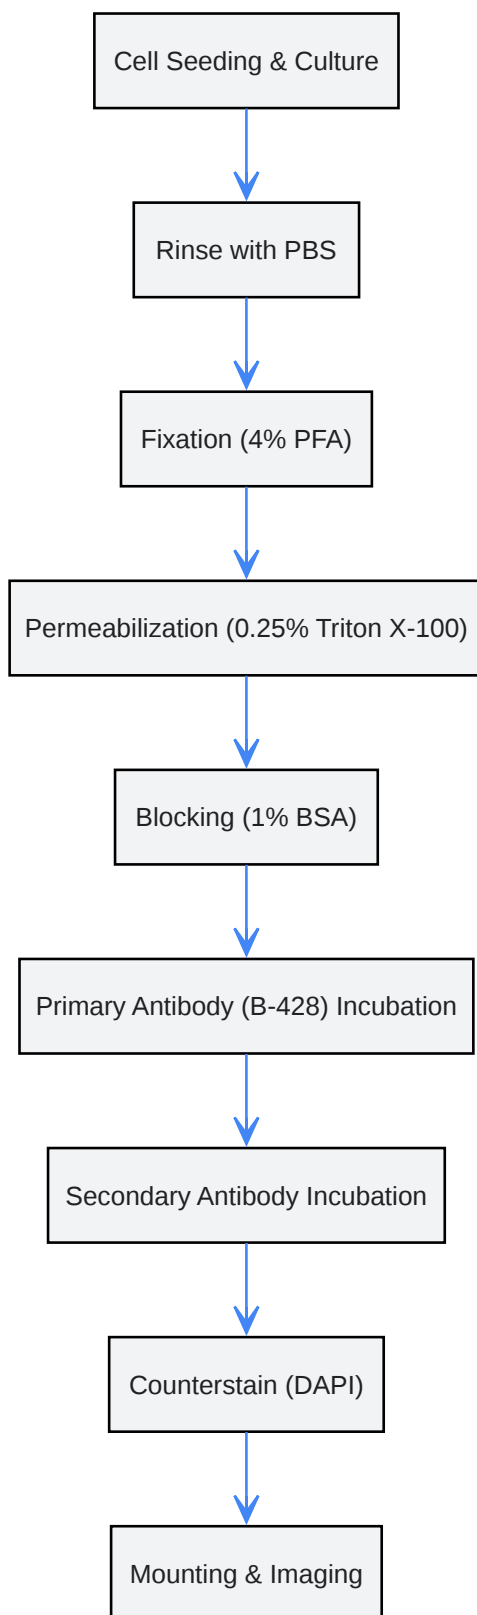 Cell Seeding & Culture
Rinse with PBS
Fixation (4% PFA)
Permeabilization (0.25% Triton X-100)
Blocking (1% BSA)
Primary Antibody (B-428) Incubation
Secondary Antibody Incubation
Counterstain (DAPI)
Mounting & Imaging